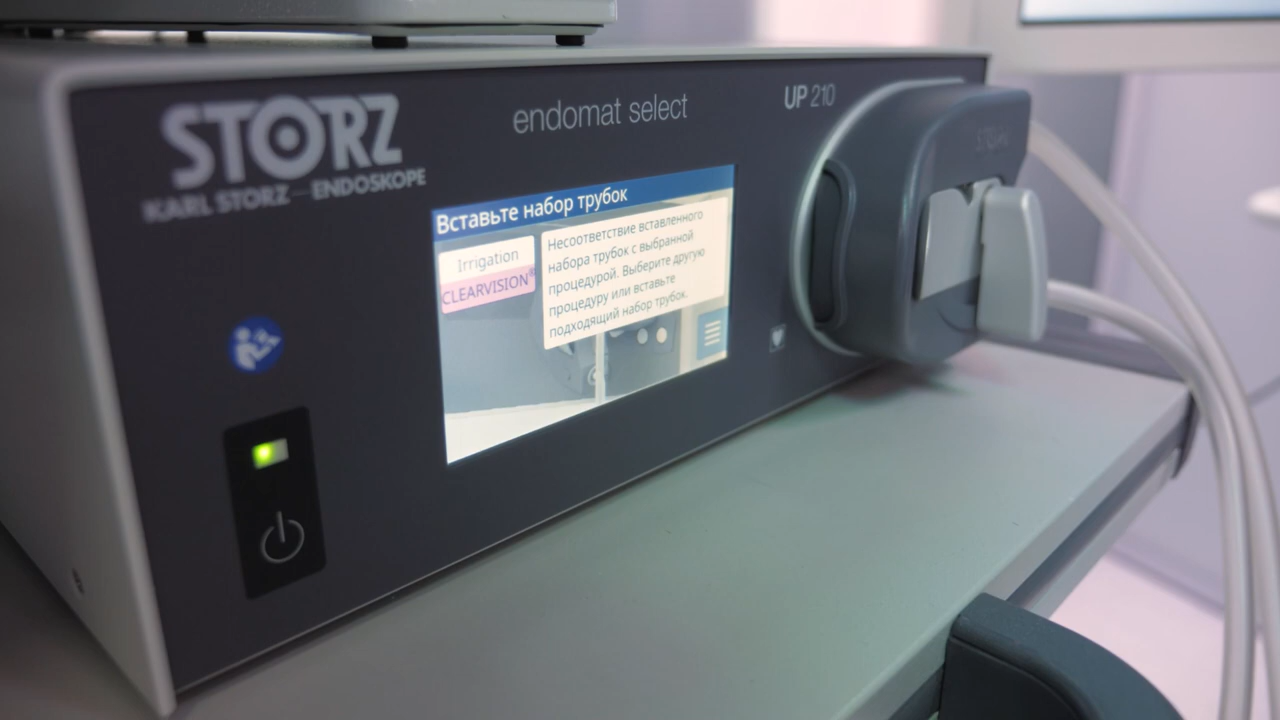 STORZ
KARL STORZ—ENDOSKOPE
endomat select
UP 210
Вставьте набор трубок
Irrigation
CLEARVISION®
Несоответствие вставленного
набора трубок с выбранной
процедурой. Выберите другую
процедуру или вставьте
подходящий набор трубок.